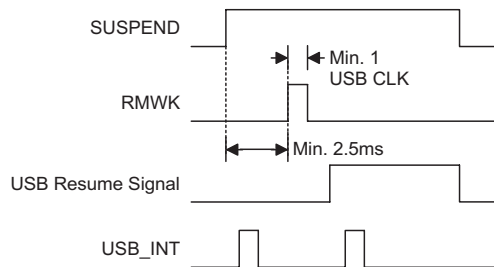 SUSPEND
Min. 1
USB CLK
RMWK
Min. 2.5ms
USB Resume Signal
USB_INT